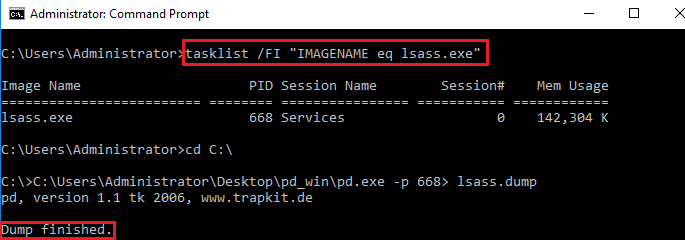 Administrator: Command Prompt
C:\Users\Administrator>tasklist /FI "IMAGENAME eq lsass.exe"
Image Name                     PID Session Name        Session#    Mem Usage
========================= ======== ================ =========== ============
lsass.exe                      668 Services                   0    142,304 K
C:\Users\Administrator>cd C:\
C:\>C:\Users\Administrator\Desktop\pd_win\pd.exe -p 668> lsass.dump
pd, version 1.1 tk 2006, www.trapkit.de
Dump finished.